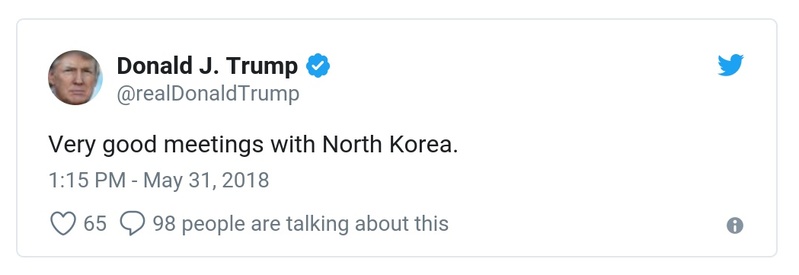 Donald J. Trump
@realDonaldTrump
Very good meetings with North Korea.
1:15 PM - May 31, 2018
65 98 people are talking about this